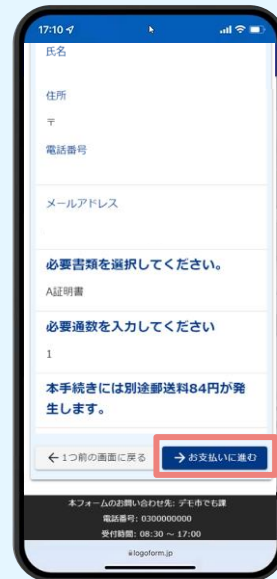 17:10
氏名
住所
〒
電話番号
メールアドレス
必要書類を選択してください。
A証明書
必要通数を入力してください
1
本手続きには別途郵送料84円が発
生します。
←1つ前の画面に戻る
→お支払いに進む
本フォームのお問い合わせ先: デモ市でも課
電話番号: 0300000000
受付時間: 08:30 ~ 17:00
logoform.jp